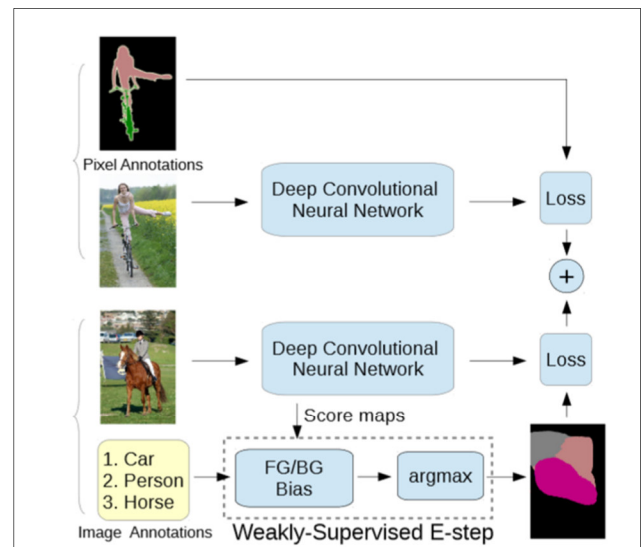 Pixel Annotations
Deep Convolutional
Neural Network
Loss
+
Deep Convolutional
Neural Network
Loss
Score maps
1. Car
2. Person
3. Horse
FG/BG
Bias
argmax
Image Annotations
Weakly-Supervised E-step